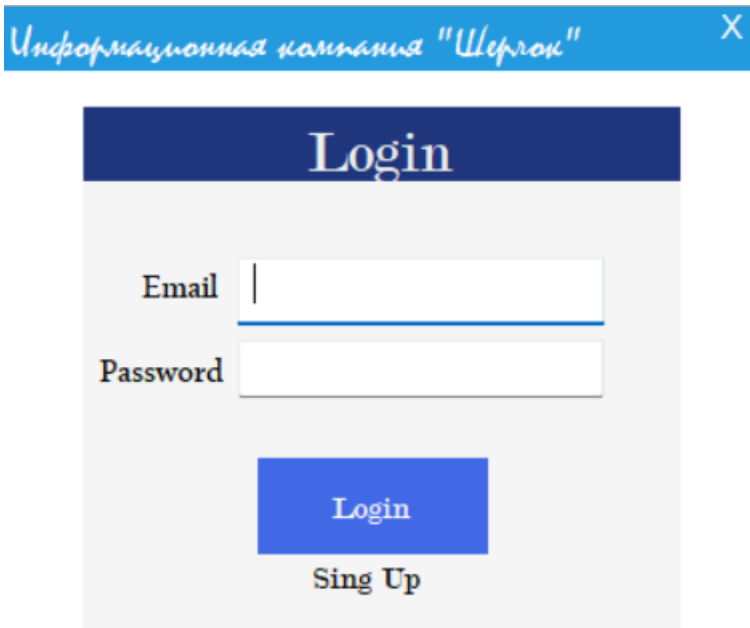 Информационная компания "Шерлок" X
Login
Email
Password
Login
Sing Up